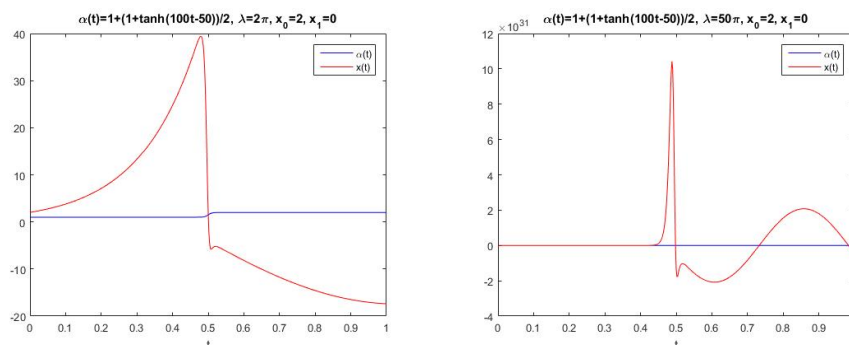 α(t)=1+(1+tanh(100t-50))/2, λ=2π, x₀=2, x₁=0
40
30
20
10
0
-10
-20
0 0.1 0.2 0.3 0.4 0.5 0.6 0.7 0.8 0.9 1
t
α(t)
x(t)
α(t)=1+(1+tanh(100t-50))/2, λ=50π, x₀=2, x₁=0
×10³¹
12
10
8
6
4
2
0
-2
-4
0 0.1 0.2 0.3 0.4 0.5 0.6 0.7 0.8 0.9
t
α(t)
x(t)